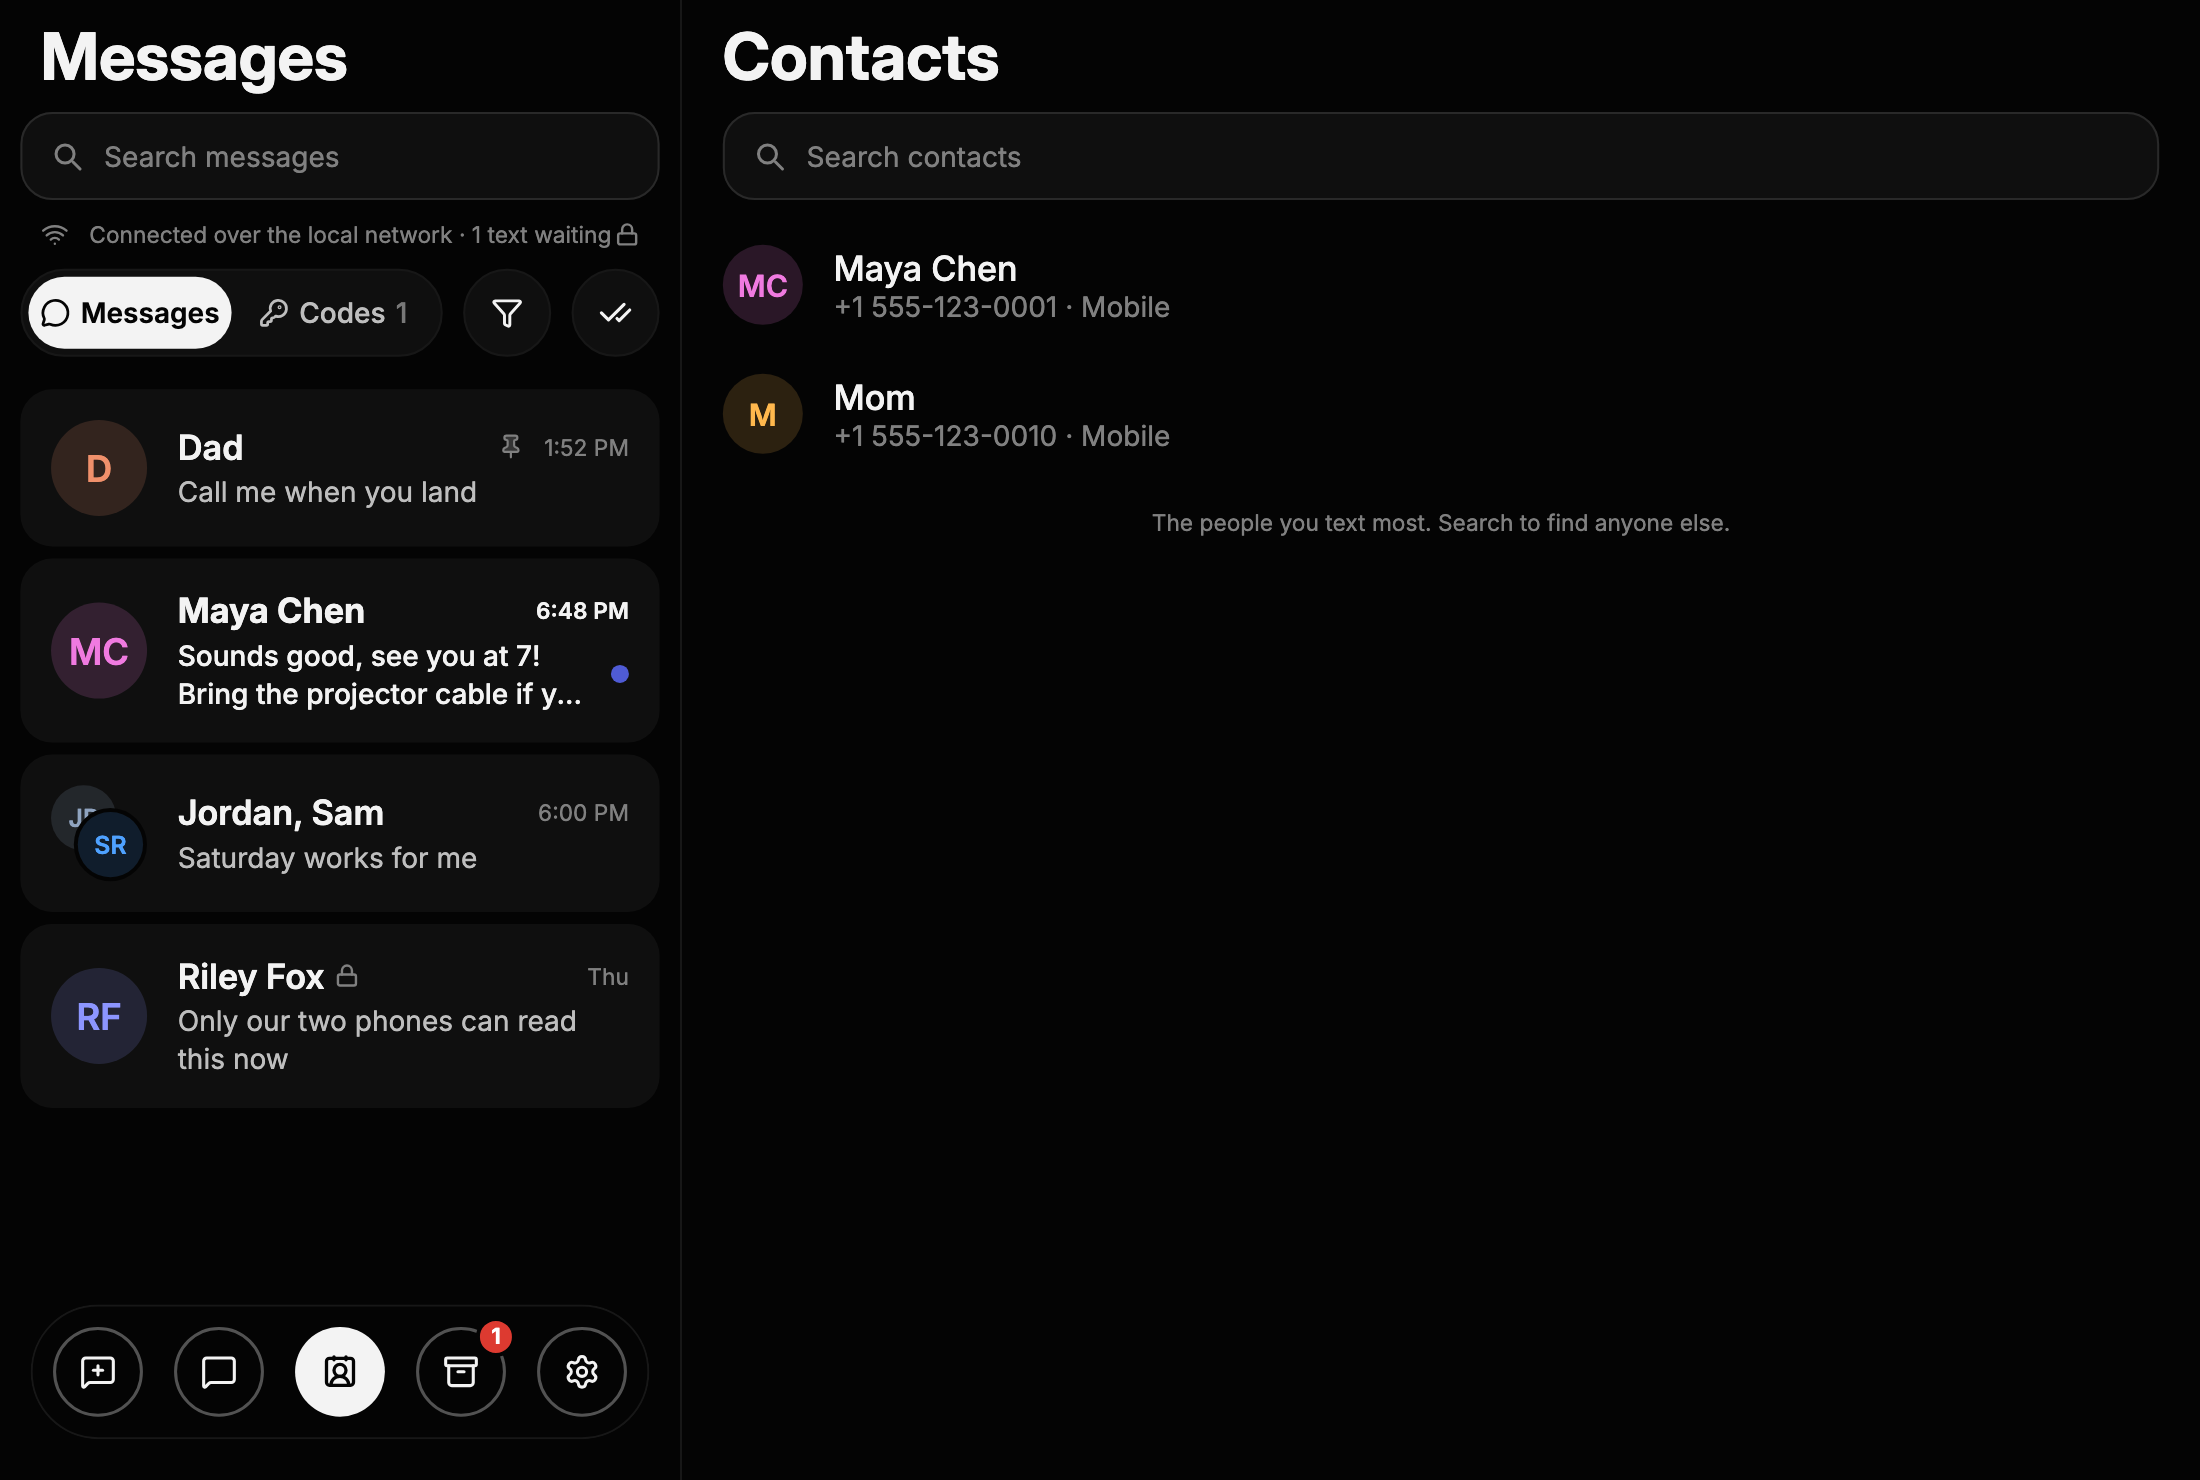 Messages
Search messages
Connected over the local network · 1 text waiting
Messages
Codes 1
D
Dad
1:52 PM
Call me when you land
MC
Maya Chen
6:48 PM
Sounds good, see you at 7!
Bring the projector cable if y...
SR
Jordan, Sam
6:00 PM
Saturday works for me
RF
Riley Fox
Thu
Only our two phones can read
this now
1
Contacts
Search contacts
MC
Maya Chen
+1 555-123-0001 · Mobile
M
Mom
+1 555-123-0010 · Mobile
The people you text most. Search to find anyone else.